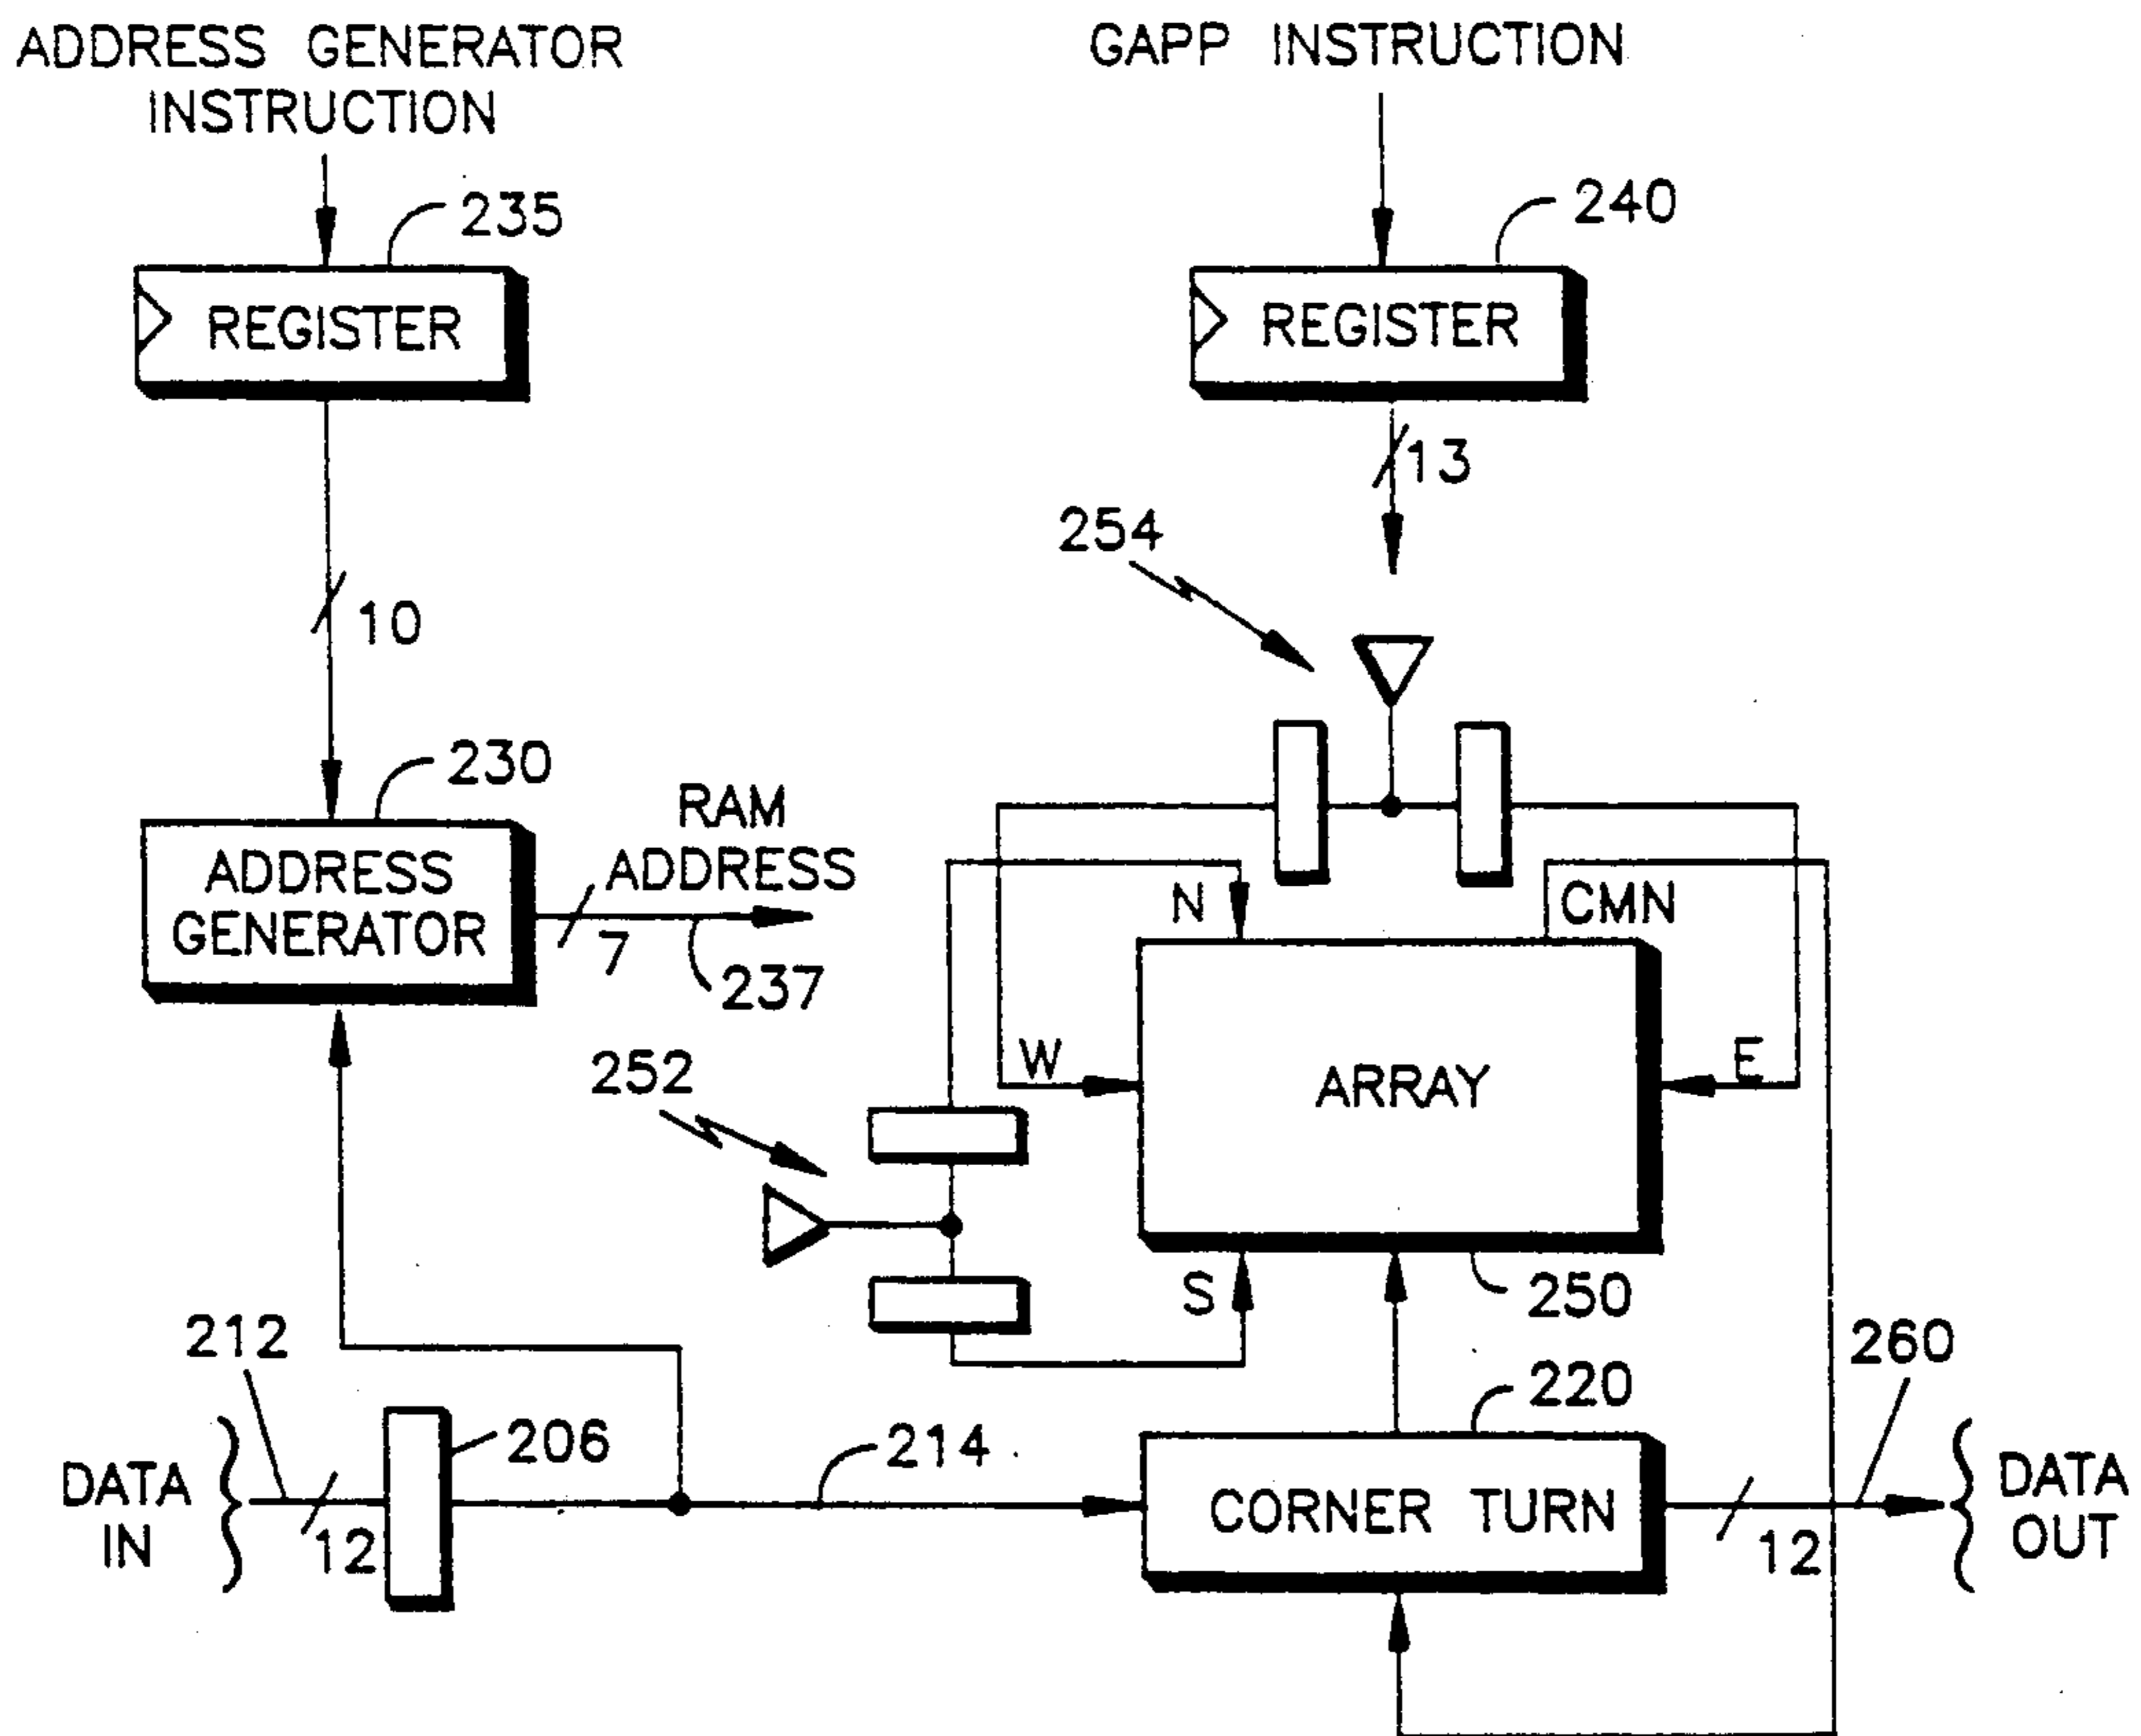 ADDRESS GENERATOR
INSTRUCTION
GAPP INSTRUCTION
235
240
REGISTER
REGISTER
13
254
10
230
RAM
ADDRESS
ADDRESS
GENERATOR
7
237
N
CMN
W
E
252
ARRAY
S
250
212
260
220
206
214
DATA
IN
12
CORNER TURN
12
DATA
OUT